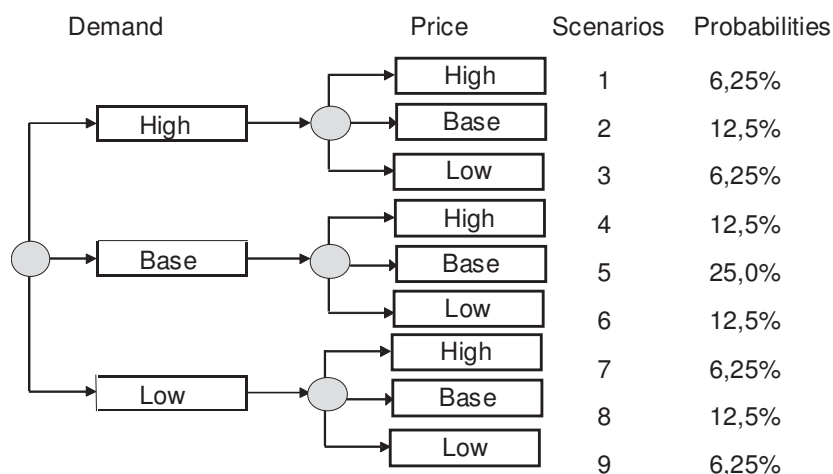 Demand Price Scenarios Probabilities
High 1 6,25%
High Base 2 12,5%
Low 3 6,25%
High 4 12,5%
Base Base 5 25,0%
Low 6 12,5%
High 7 6,25%
Low Base 8 12,5%
Low 9 6,25%